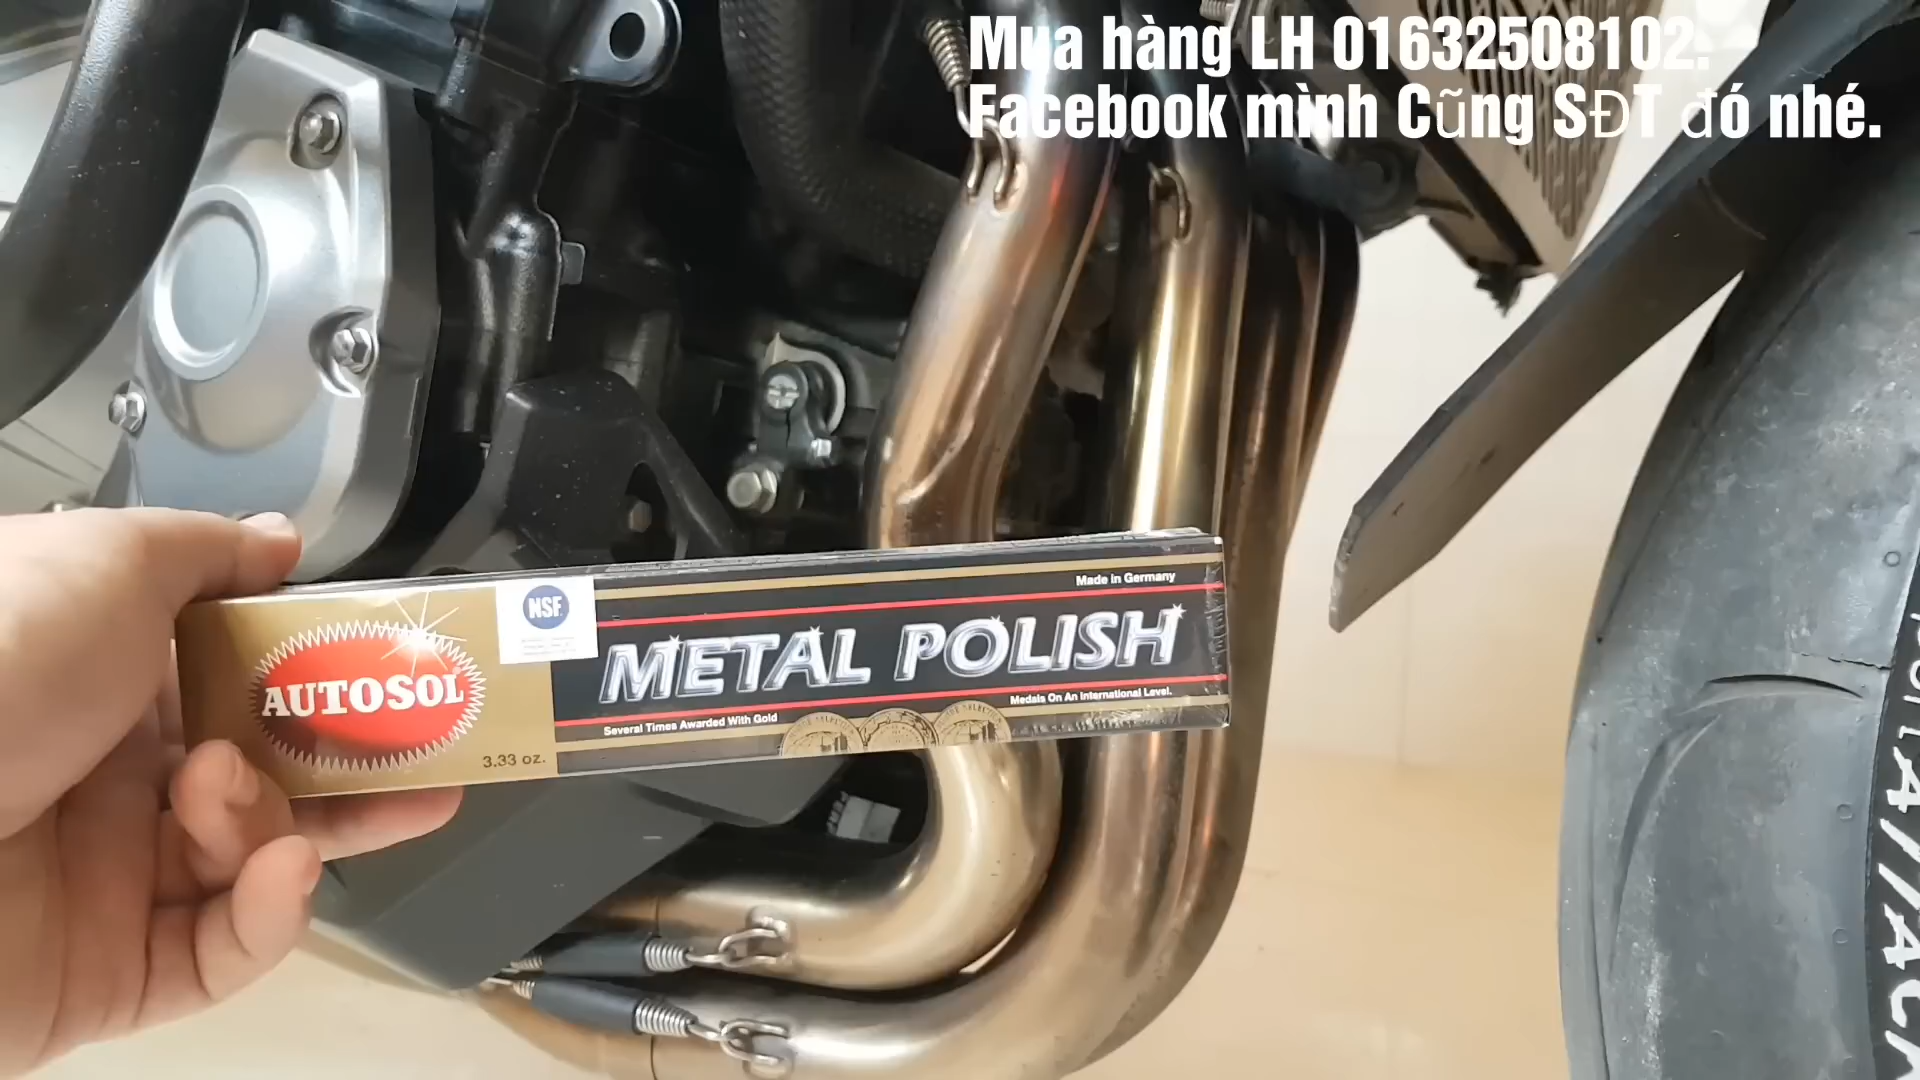 Mua hàng LH 01632508102.
Facebook mình Cũng SĐT đó nhé.
Made in Germany
NSF
METAL POLISH
AUTOSOL
Medals On An International Level.
Several Times Awarded With Gold
3.33 oz.